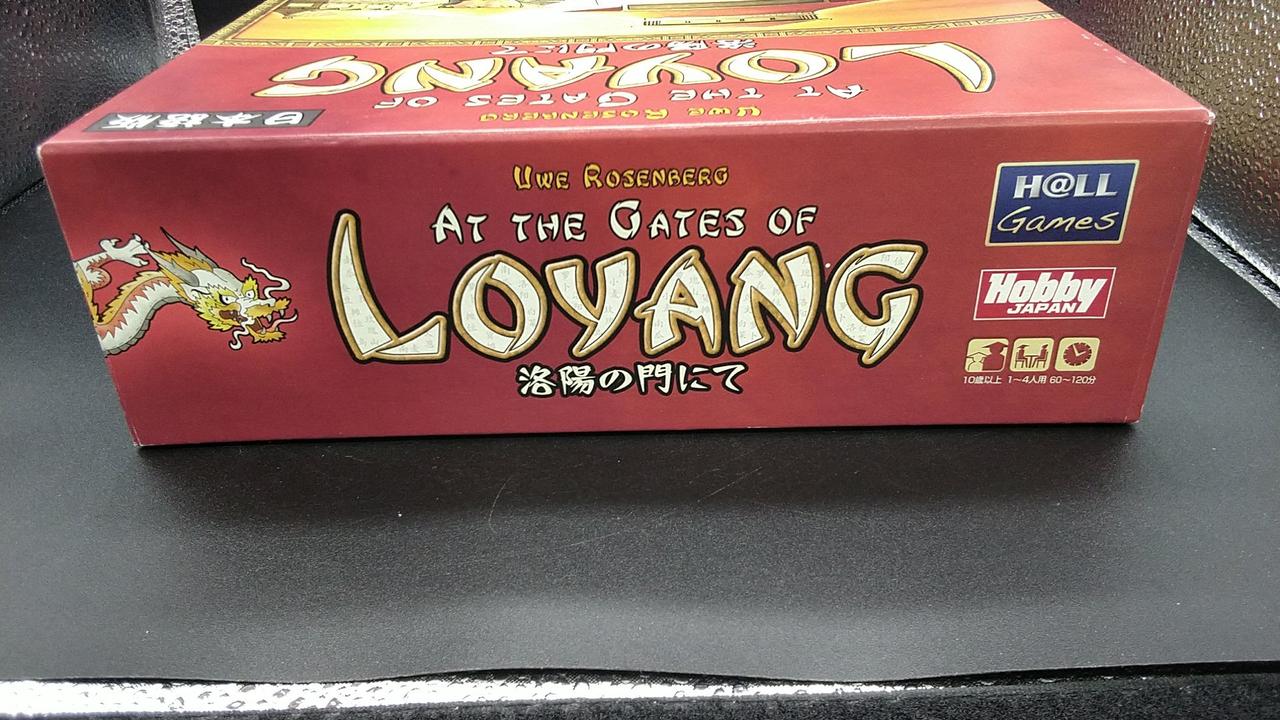 洛陽の門にて
LOYANG
AT THE GATES OF
UWE ROSENBERG
日本語版
UWE ROSENBERG
AT THE GATES OF
LOYANG
洛陽の門にて
H@LL
Games
Hobby
JAPAN
10歳以上 1〜4人用 60〜120分